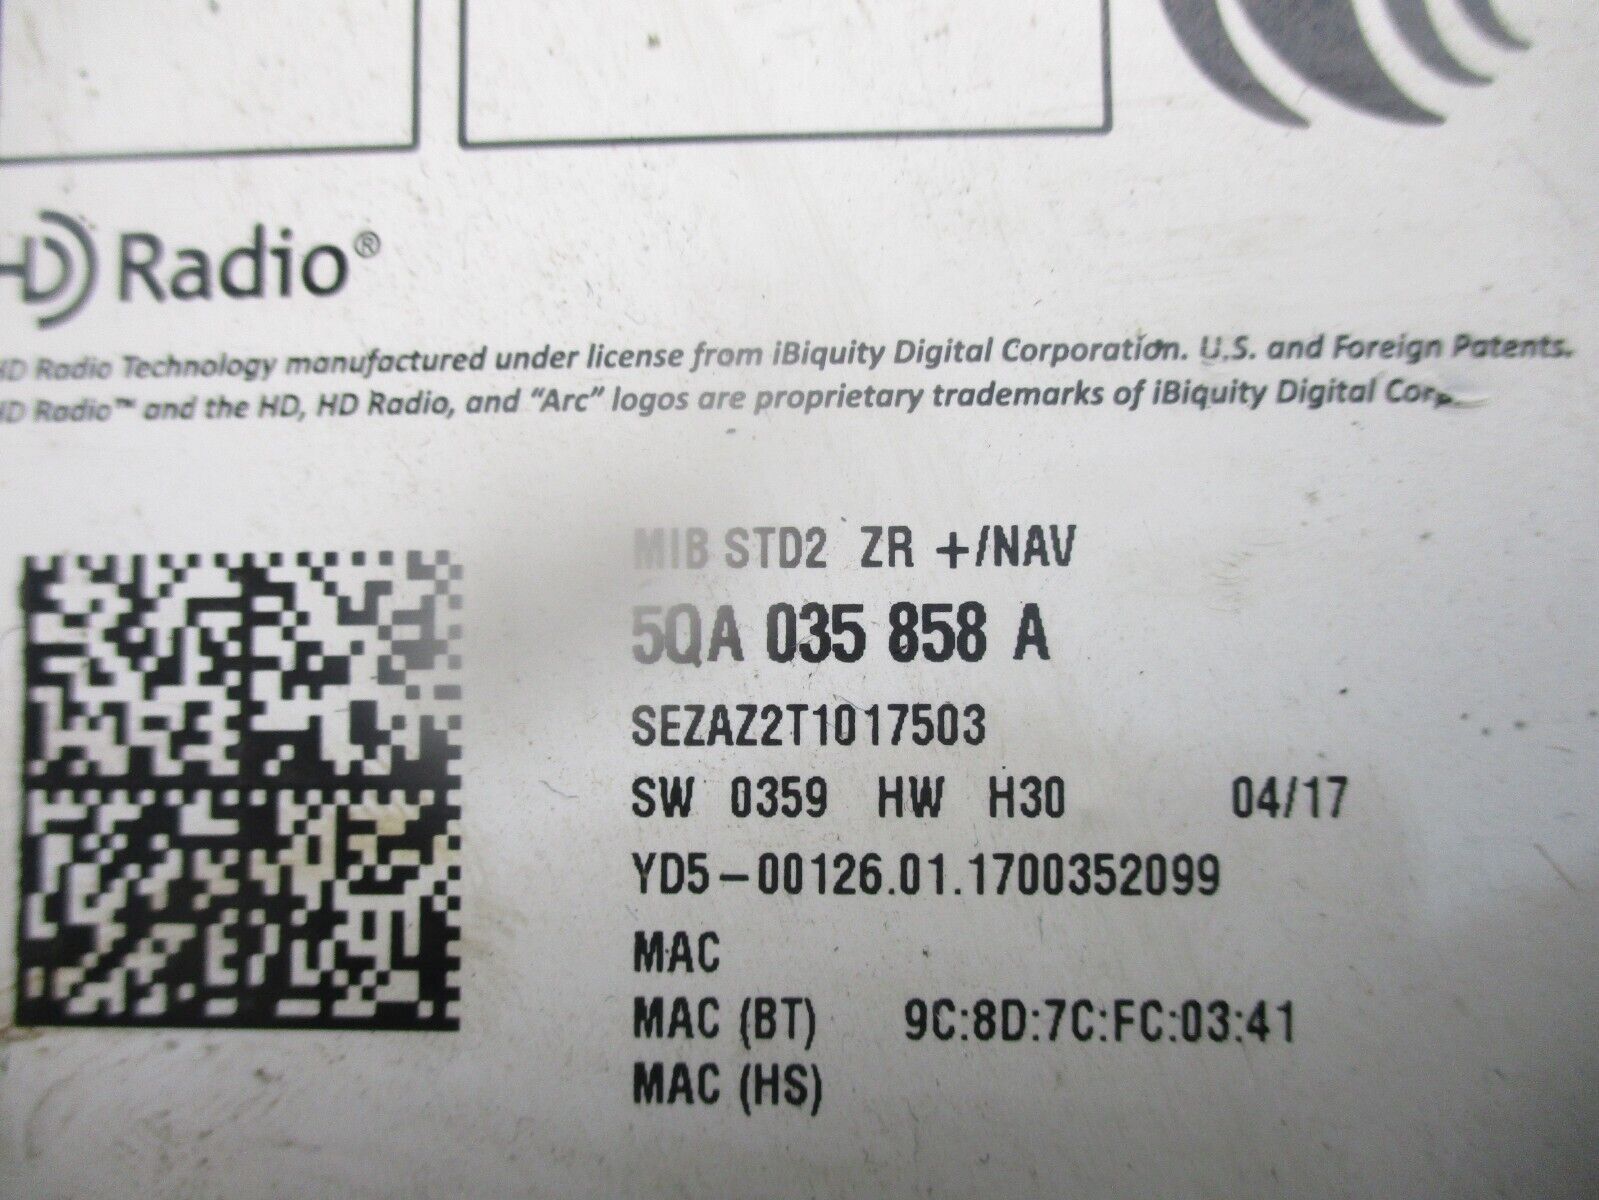 HD Radio®
HD Radio Technology manufactured under license from iBiquity Digital Corporation. U.S. and Foreign Patents.
HD Radio™ and the HD, HD Radio, and “Arc” logos are proprietary trademarks of iBiquity Digital Corp.
MIB STD2 ZR +/NAV
5QA 035 858 A
SEZAZ2T1017503
SW 0359 HW H30 04/17
YD5-00126.01.1700352099
MAC
MAC (BT) 9C:8D:7C:FC:03:41
MAC (HS)